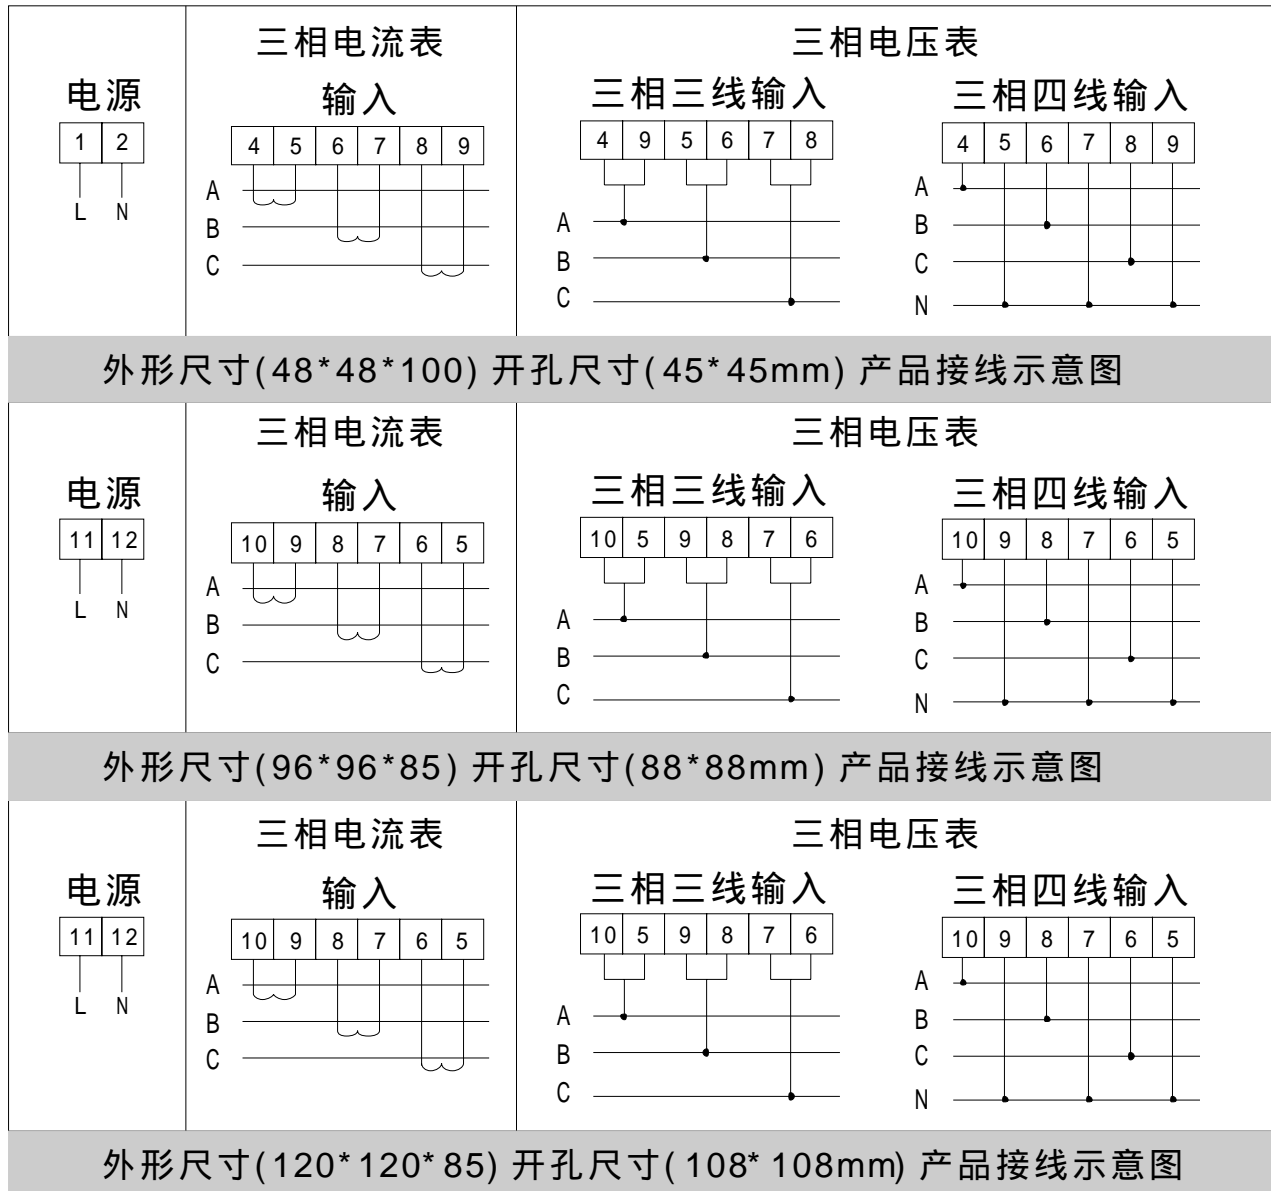 三相电流表 三相电压表
电源 输入 三相三线输入 三相四线输入
1 2 4 5 6 7 8 9 4 9 5 6 7 8 4 5 6 7 8 9
L N
A A A
B B B
C C C
N
外形尺寸(48*48*100) 开孔尺寸(45*45mm) 产品接线示意图
三相电流表 三相电压表
电源 输入 三相三线输入 三相四线输入
11 12 10 9 8 7 6 5 10 5 9 8 7 6 10 9 8 7 6 5
L N
A A A
B B B
C C C
N
外形尺寸(96*96*85) 开孔尺寸(88*88mm) 产品接线示意图
三相电流表 三相电压表
电源 输入 三相三线输入 三相四线输入
11 12 10 9 8 7 6 5 10 5 9 8 7 6 10 9 8 7 6 5
L N
A A A
B B B
C C C
N
外形尺寸(120*120*85) 开孔尺寸(108*108mm) 产品接线示意图